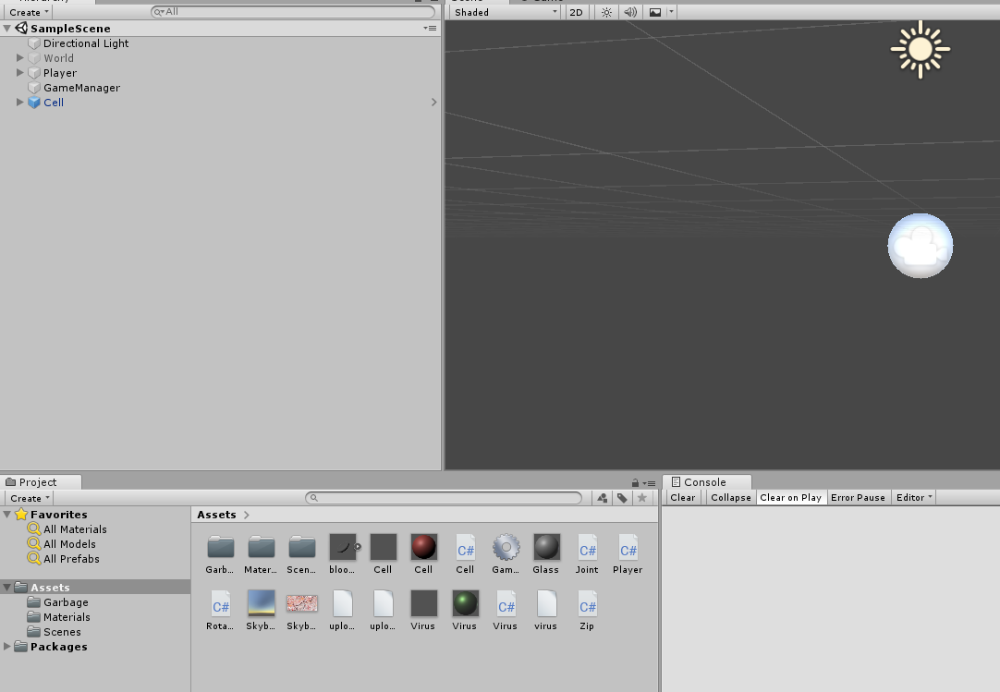 Create
All
Shaded
2D
SampleScene
Directional Light
World
Player
GameManager
Cell
Project
Console
Create
Clear
Collapse
Clear on Play
Error Pause
Editor
Favorites
All Materials
All Models
All Prefabs
Assets
Garbage
Materials
Scenes
Packages
Assets
C# C# C#
Garb... Mater... Scen... bloo... Cell Cell Cell Gam... Glass Joint Player
C# C# C#
Rota... Skyb... Skyb... uplo... uplo... Virus Virus Virus virus Zip